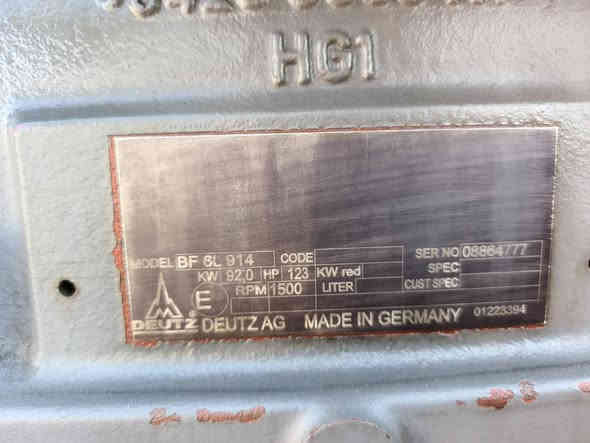 HG1
MODEL BF 6L 914 CODE SER NO 08864777
KW 92,0 HP 123 KW red SPEC
E RPM 1500 LITER CUST SPEC
DEUTZ DEUTZ AG MADE IN GERMANY 01223394